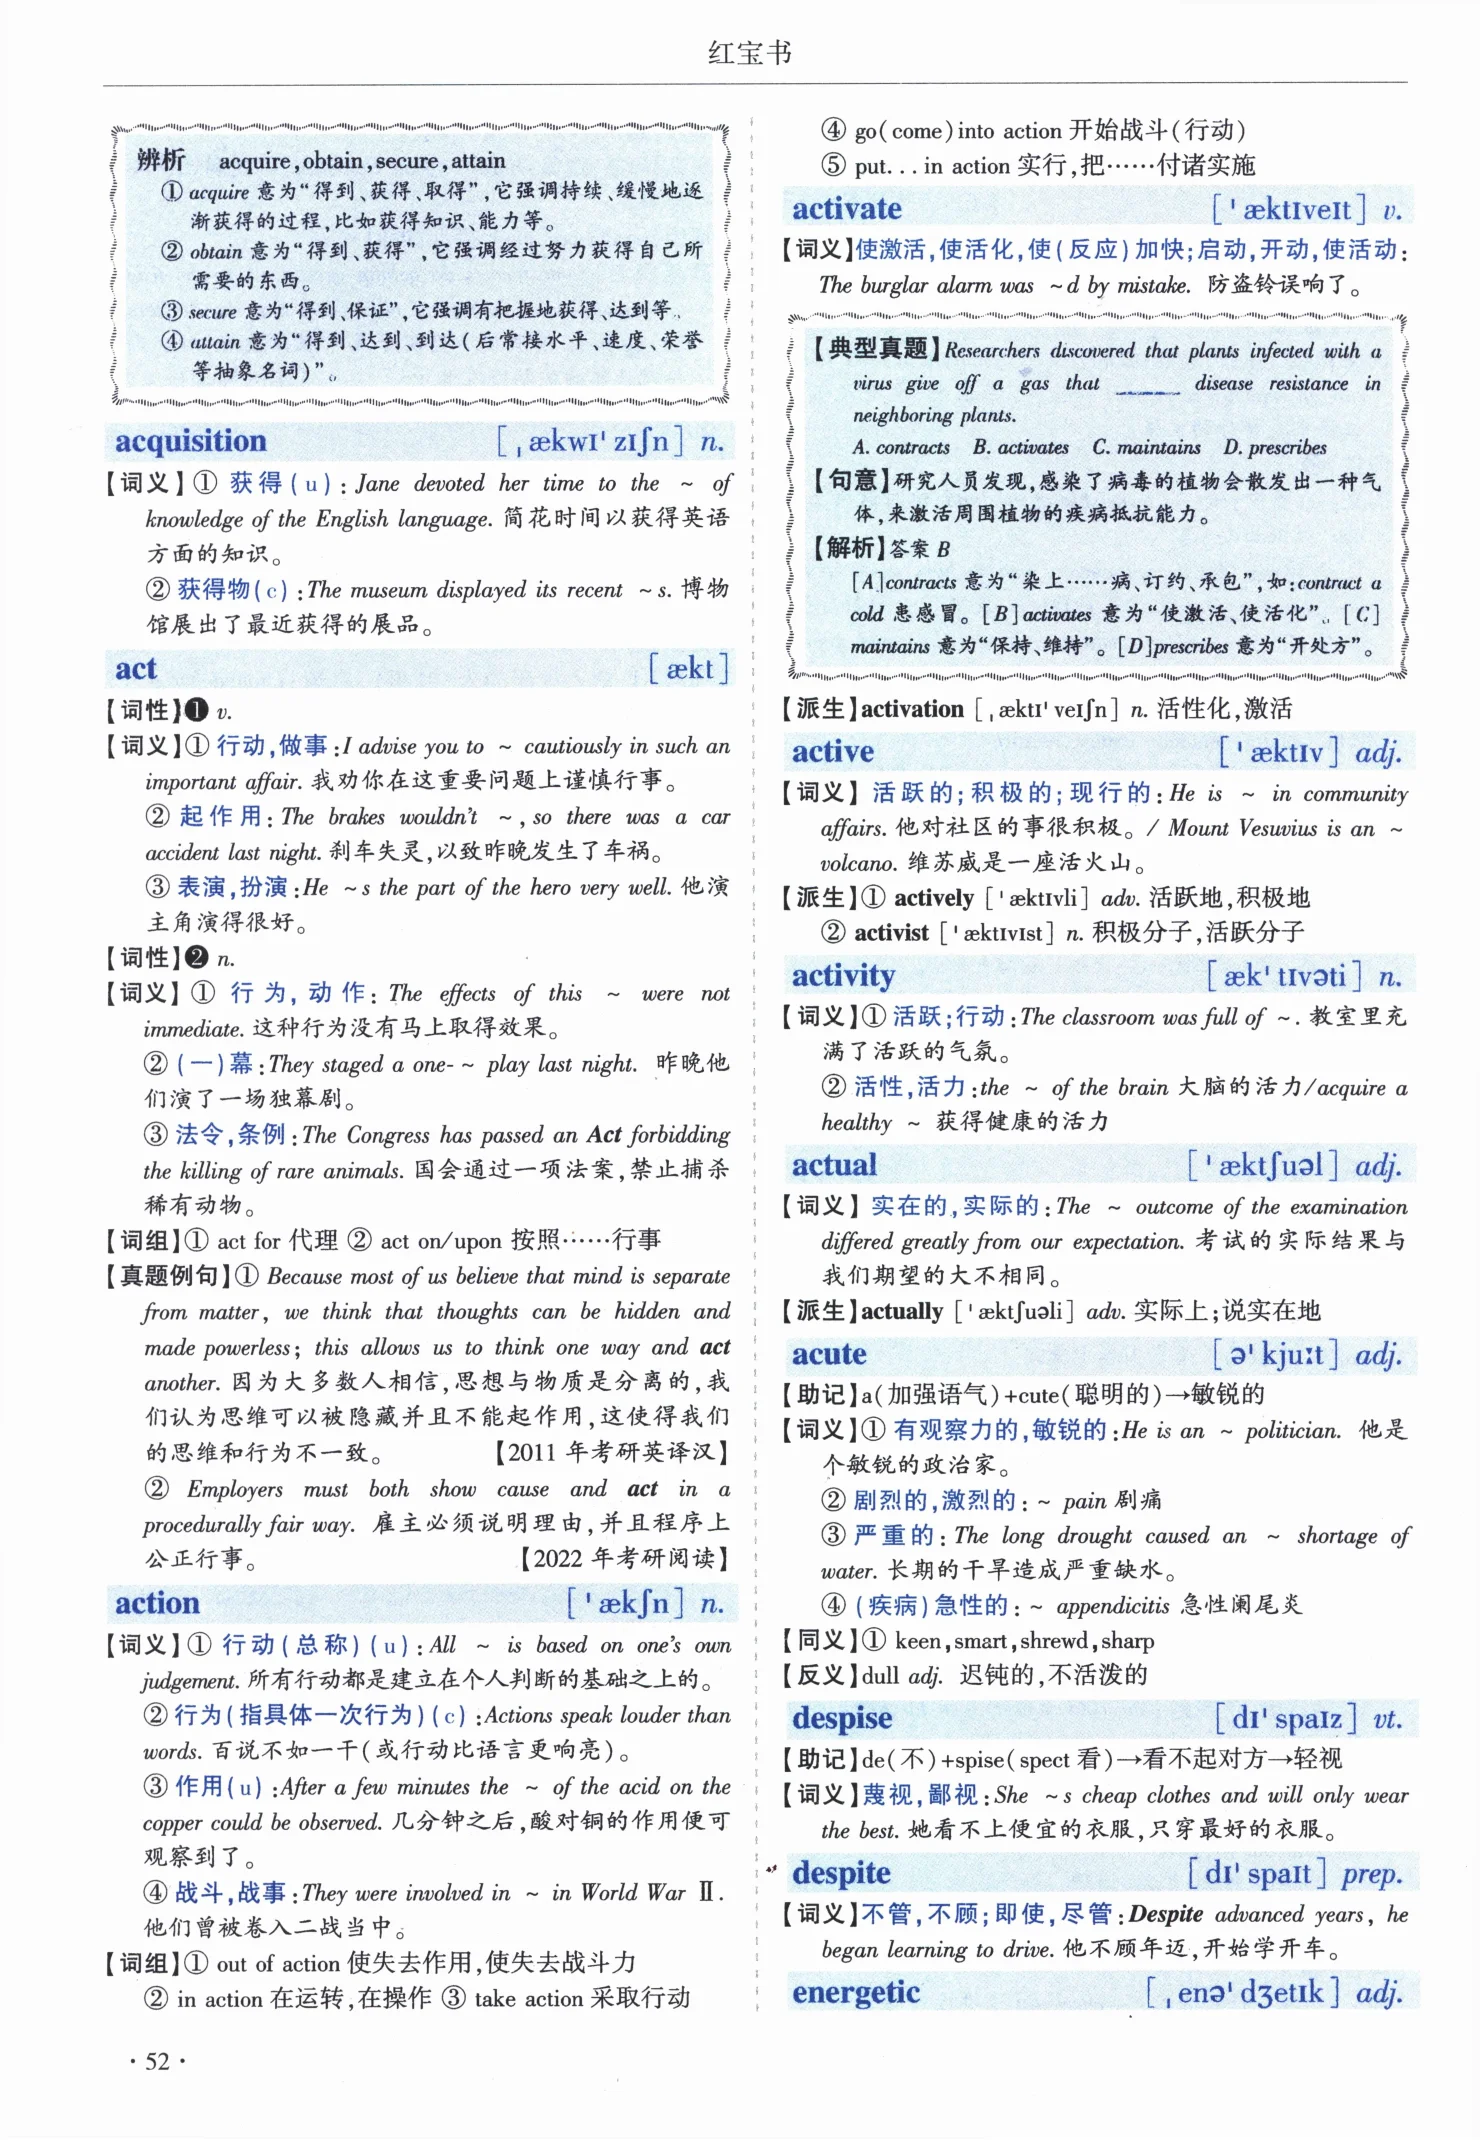 红宝书
辨析 acquire,obtain,secure,attain
① acquire 意为“得到、获得、取得”,它强调持续、缓慢地逐
渐获得的过程,比如获得知识、能力等。
② obtain 意为“得到、获得”,它强调经过努力获得自己所
需要的东西。
③ secure 意为“得到、保证”,它强调有把握地获得、达到等。
④ attain 意为“得到、达到、到达(后常接水平、速度、荣誉
等抽象名词)”。
acquisition [ˌækwɪˈzɪʃn] n.
【词义】① 获得(u): Jane devoted her time to the ~ of
knowledge of the English language. 简花时间以获得英语
方面的知识。
② 获得物(c):The museum displayed its recent ~s. 博物
馆展出了最近获得的展品。
act [ækt]
【词性】❶ v.
【词义】① 行动,做事:I advise you to ~ cautiously in such an
important affair. 我劝你在这重要问题上谨慎行事。
② 起作用: The brakes wouldn't ~, so there was a car
accident last night. 刹车失灵,以致昨晚发生了车祸。
③ 表演,扮演:He ~s the part of the hero very well. 他演
主角演得很好。
【词性】❷ n.
【词义】① 行为,动作: The effects of this ~ were not
immediate. 这种行为没有马上取得效果。
② (一)幕:They staged a one-~ play last night. 昨晚他
们演了一场独幕剧。
③ 法令,条例:The Congress has passed an Act forbidding
the killing of rare animals. 国会通过一项法案,禁止捕杀
稀有动物。
【词组】① act for 代理 ② act on/upon 按照……行事
【真题例句】① Because most of us believe that mind is separate
from matter, we think that thoughts can be hidden and
made powerless; this allows us to think one way and act
another. 因为大多数人相信,思想与物质是分离的,我
们认为思维可以被隐藏并且不能起作用,这使得我们
的思维和行为不一致。 【2011 年考研英译汉】
② Employers must both show cause and act in a
procedurally fair way. 雇主必须说明理由,并且程序上
公正行事。 【2022 年考研阅读】
action [ˈækʃn] n.
【词义】① 行动(总称)(u): All ~ is based on one's own
judgement. 所有行动都是建立在个人判断的基础之上的。
② 行为(指具体一次行为)(c):Actions speak louder than
words. 百说不如一干(或行动比语言更响亮)。
③ 作用(u):After a few minutes the ~ of the acid on the
copper could be observed. 几分钟之后,酸对铜的作用便可
观察到了。
④ 战斗,战事:They were involved in ~ in World War Ⅱ.
他们曾被卷入二战当中。
【词组】① out of action 使失去作用,使失去战斗力
② in action 在运转,在操作 ③ take action 采取行动
④ go(come)into action 开始战斗(行动)
⑤ put...in action 实行,把……付诸实施
activate [ˈæktɪveɪt] v.
【词义】使激活,使活化,使(反应)加快;启动,开动,使活动:
The burglar alarm was ~d by mistake. 防盗铃误响了。
【典型真题】Researchers discovered that plants infected with a
virus give off a gas that ______ disease resistance in
neighboring plants.
A. contracts B. activates C. maintains D. prescribes
【句意】研究人员发现,感染了病毒的植物会散发出一种气
体,来激活周围植物的疾病抵抗能力。
【解析】答案 B
[A]contracts 意为“染上……病、订约、承包”,如:contract a
cold 患感冒。[B]activates 意为“使激活、使活化”。[C]
maintains 意为“保持、维持”。[D]prescribes 意为“开处方”。
【派生】activation [ˌæktɪˈveɪʃn] n. 活性化,激活
active [ˈæktɪv] adj.
【词义】 活跃的;积极的;现行的: He is ~ in community
affairs. 他对社区的事很积极。/ Mount Vesuvius is an ~
volcano. 维苏威是一座活火山。
【派生】① actively [ˈæktɪvli] adv. 活跃地,积极地
② activist [ˈæktɪvɪst] n. 积极分子,活跃分子
activity [ækˈtɪvəti] n.
【词义】① 活跃;行动:The classroom was full of ~. 教室里充
满了活跃的气氛。
② 活性,活力:the ~ of the brain 大脑的活力/acquire a
healthy ~ 获得健康的活力
actual [ˈæktʃuəl] adj.
【词义】 实在的,实际的:The ~ outcome of the examination
differed greatly from our expectation. 考试的实际结果与
我们期望的大不相同。
【派生】actually [ˈæktʃuəli] adv. 实际上;说实在地
acute [əˈkjuːt] adj.
【助记】a(加强语气)+cute(聪明的)→敏锐的
【词义】① 有观察力的,敏锐的:He is an ~ politician. 他是
个敏锐的政治家。
② 剧烈的,激烈的: ~ pain 剧痛
③ 严重的: The long drought caused an ~ shortage of
water. 长期的干旱造成严重缺水。
④ (疾病)急性的: ~ appendicitis 急性阑尾炎
【同义】① keen,smart,shrewd,sharp
【反义】dull adj. 迟钝的,不活泼的
despise [dɪˈspaɪz] vt.
【助记】de(不)+spise(spect 看)→看不起对方→轻视
【词义】蔑视,鄙视:She ~s cheap clothes and will only wear
the best. 她看不上便宜的衣服,只穿最好的衣服。
despite [dɪˈspaɪt] prep.
【词义】不管,不顾;即使,尽管:Despite advanced years, he
began learning to drive. 他不顾年迈,开始学开车。
energetic [ˌenəˈdʒetɪk] adj.
·52·